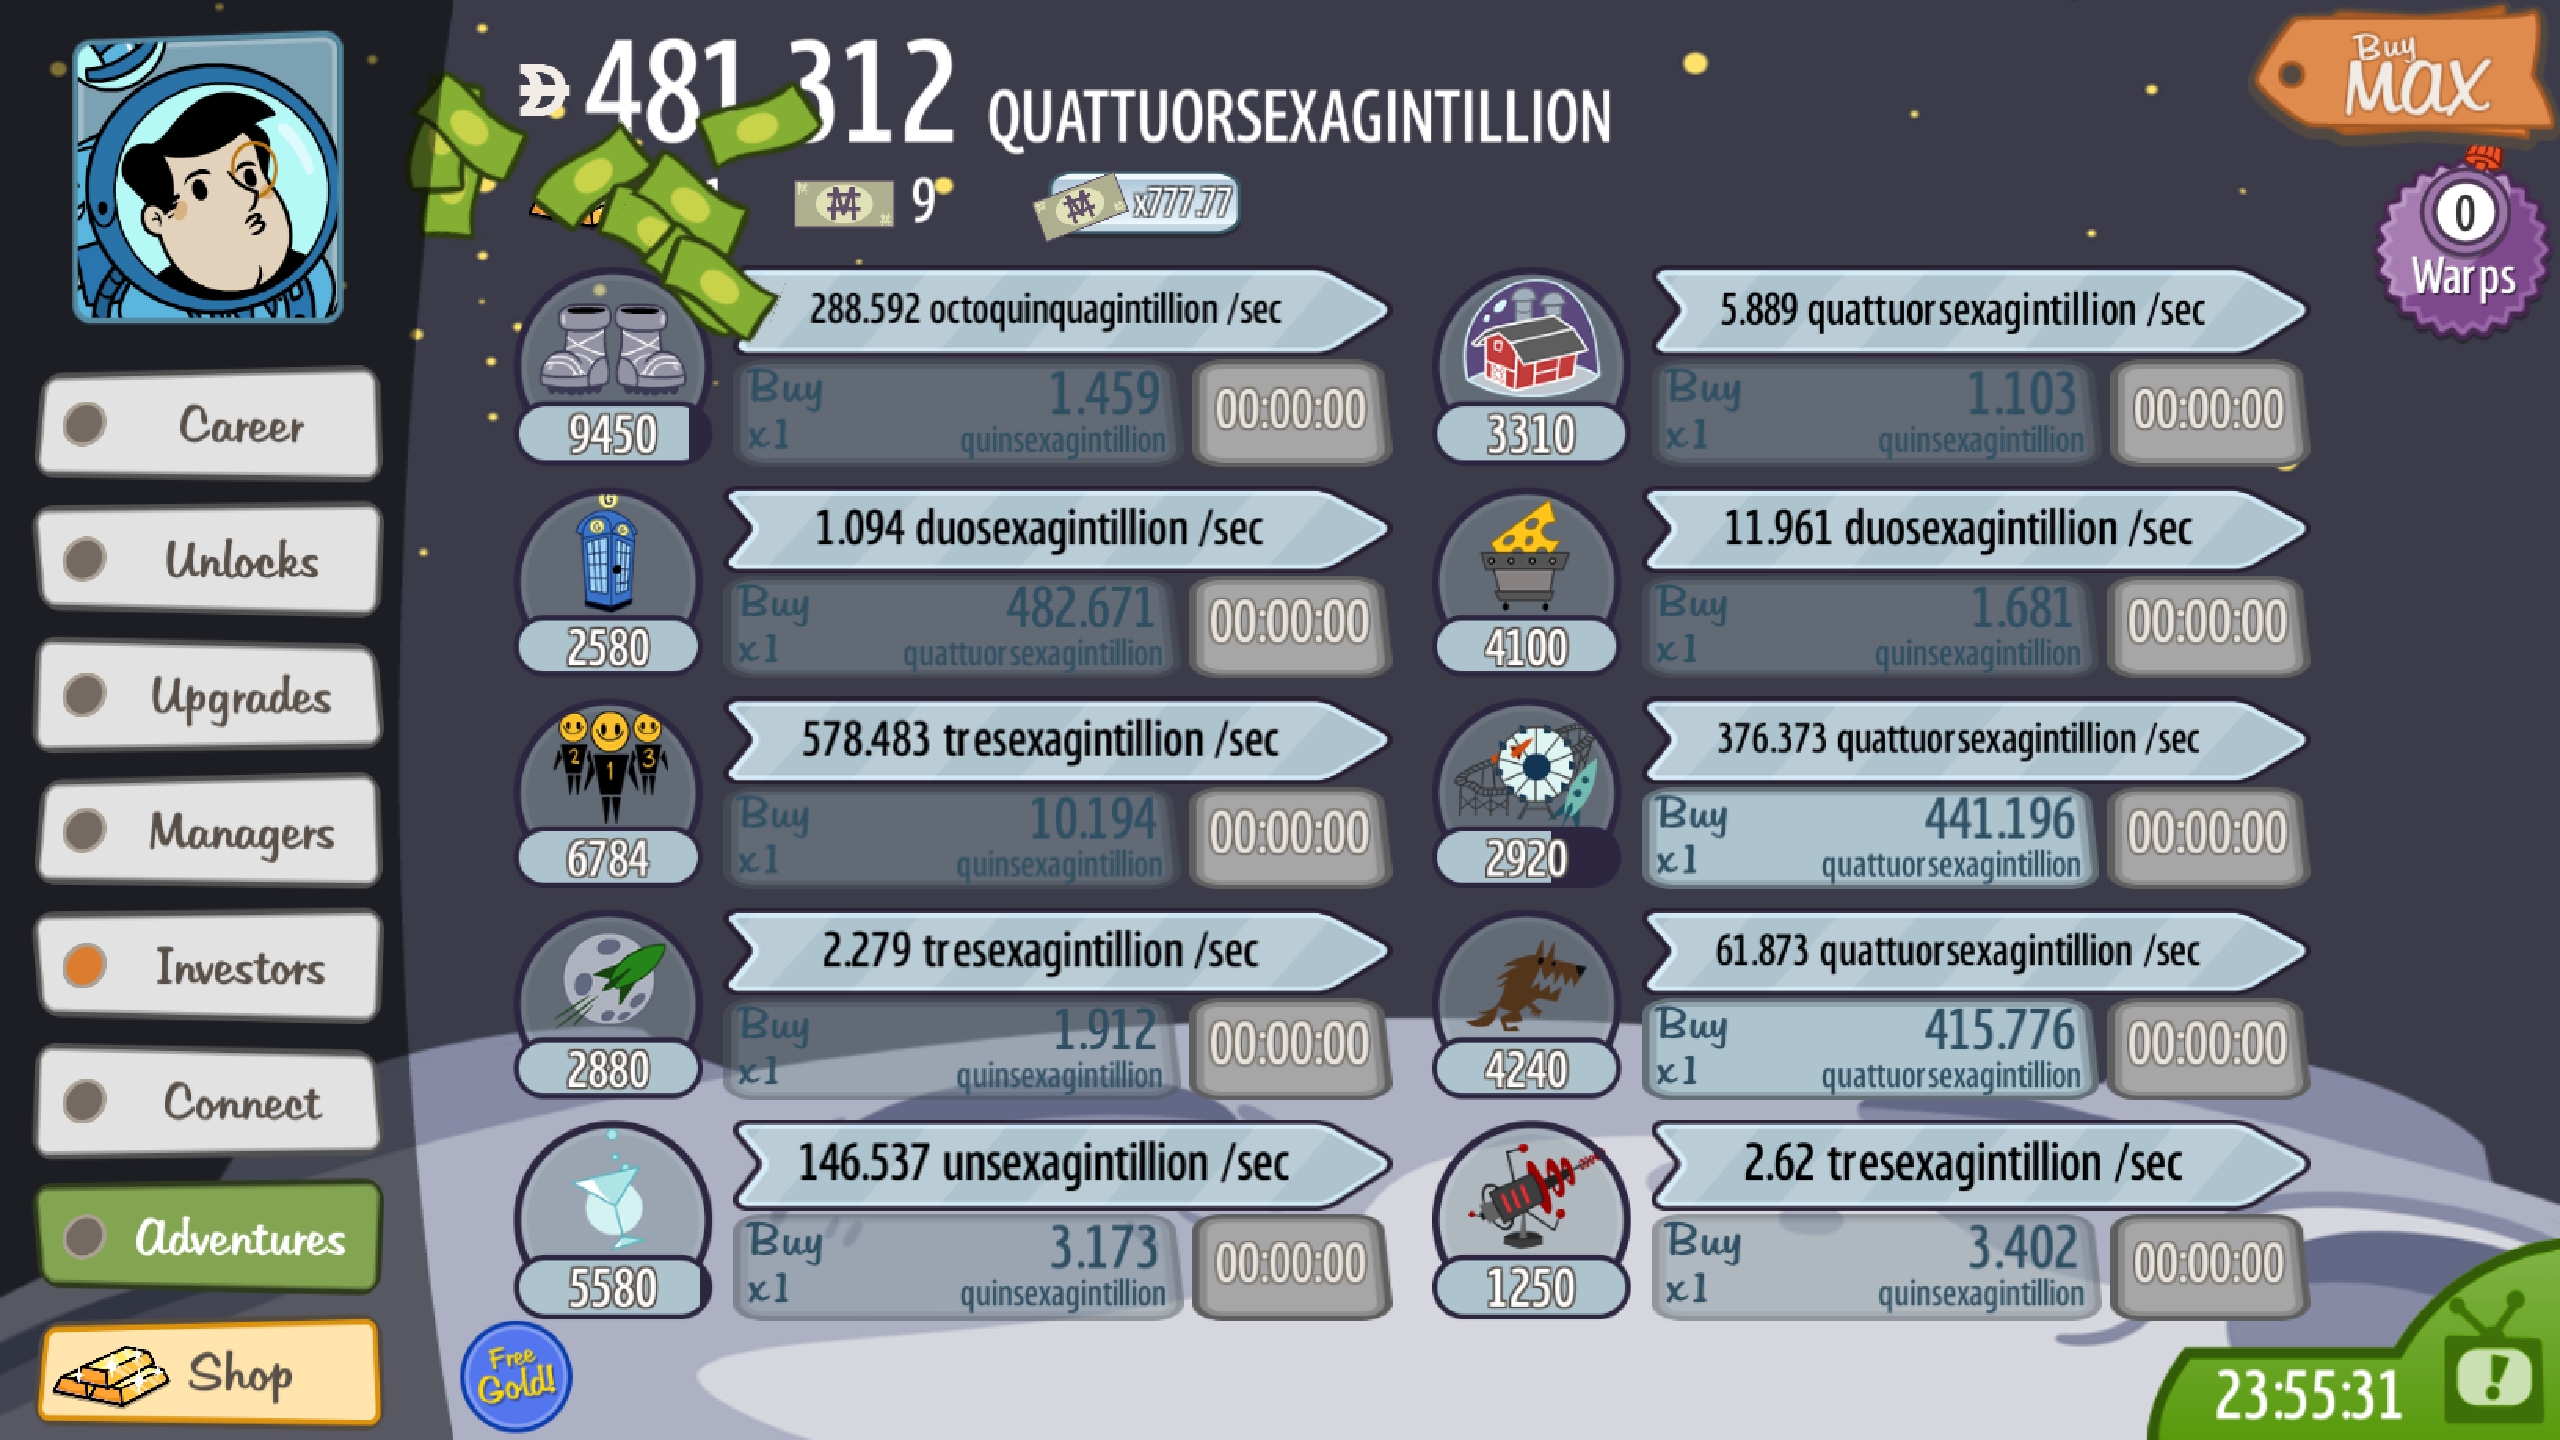 481.312 QUATTUORSEXAGINTILLION
Buy
MAX
9
x777.77
0
Warps
288.592 octoquinquagintillion /sec
Buy 1.459
x1 quinsexagintillion
00:00:00
9450
5.889 quattuorsexagintillion /sec
Buy 1.103
x1 quinsexagintillion
00:00:00
3310
Career
G
1.094 duosexagintillion /sec
Buy 482.671
x1 quattuorsexagintillion
00:00:00
2580
11.961 duosexagintillion /sec
Buy 1.681
x1 quinsexagintillion
00:00:00
4100
Unlocks
Upgrades
2 1 3
578.483 tresexagintillion /sec
Buy 10.194
x1 quinsexagintillion
00:00:00
6784
376.373 quattuorsexagintillion /sec
Buy 441.196
x1 quattuorsexagintillion
00:00:00
2920
Managers
Investors
2.279 tresexagintillion /sec
Buy 1.912
x1 quinsexagintillion
00:00:00
2880
61.873 quattuorsexagintillion /sec
Buy 415.776
x1 quattuorsexagintillion
00:00:00
4240
Connect
Adventures
146.537 unsexagintillion /sec
Buy 3.173
x1 quinsexagintillion
00:00:00
5580
2.62 tresexagintillion /sec
Buy 3.402
x1 quinsexagintillion
00:00:00
1250
Shop
Free
Gold!
23:55:31
!